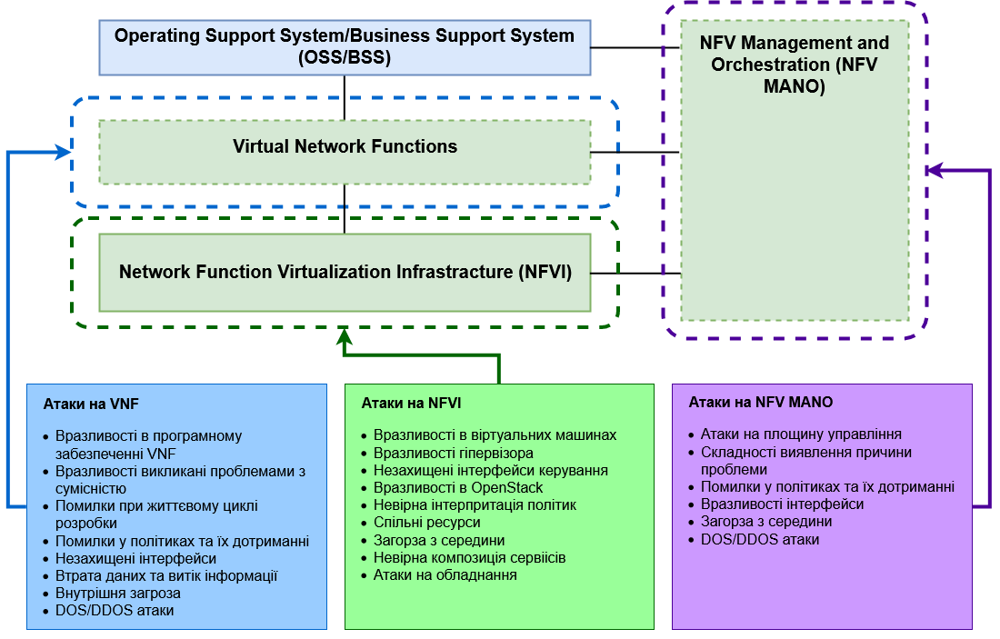 Operating Support System/Business Support System
(OSS/BSS)
NFV Management and
Orchestration (NFV
MANO)
Virtual Network Functions
Network Function Virtualization Infrastracture (NFVI)
Атаки на VNF
• Вразливості в програмному
забезпеченні VNF
• Вразливості викликані проблемами з
сумісністю
• Помилки при життєвому циклі
розробки
• Помилки у політиках та їх дотриманні
• Незахищені інтерфейси
• Втрата даних та витік інформації
• Внутрішня загроза
• DOS/DDOS атаки
Атаки на NFVI
• Вразливості в віртуальних машинах
• Вразливості гіпервізора
• Незахищені інтерфейси керування
• Вразливості в OpenStack
• Невірна інтерпритація політик
• Спільні ресурси
• Загорза з середини
• Невірна композиція сервіісів
• Атаки на обладнання
Атаки на NFV MANO
• Атаки на площину управління
• Складності виявлення причини
проблеми
• Помилки у політиках та їх дотриманні
• Вразливості інтерфейси
• Загорза з середини
• DOS/DDOS атаки